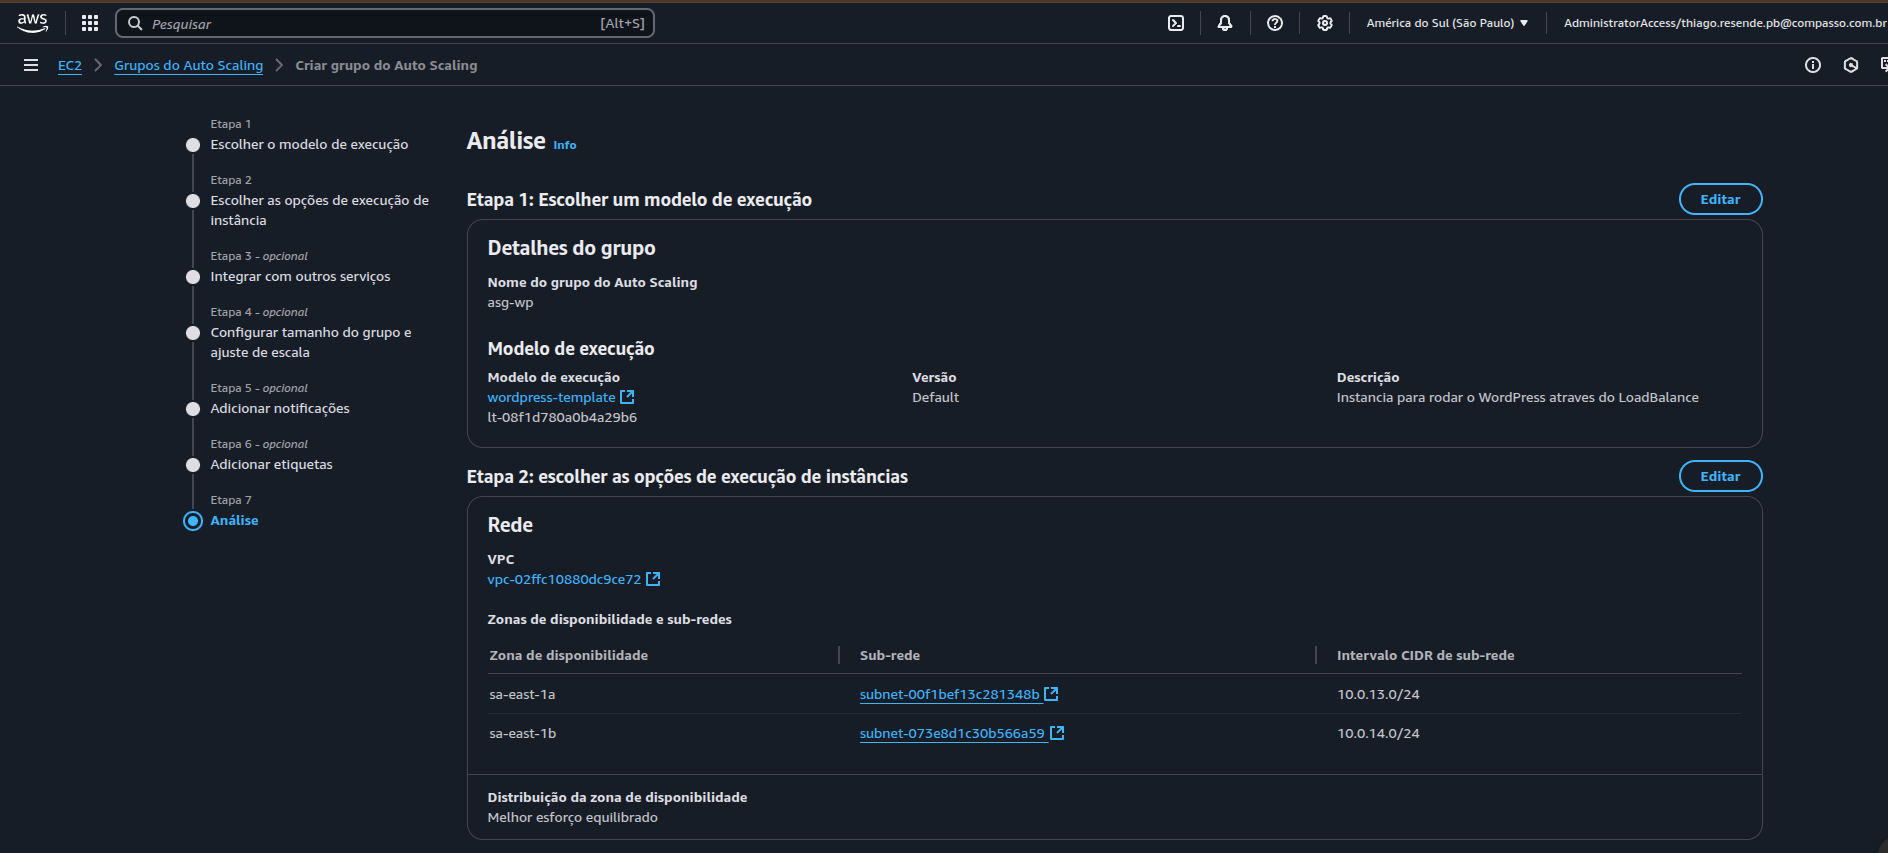 aws
Pesquisar [Alt+S]
América do Sul (São Paulo)
AdministratorAccess/thiago.resende.pb@compasso.com.br
EC2 > Grupos do Auto Scaling > Criar grupo do Auto Scaling
Etapa 1
Escolher o modelo de execução
Etapa 2
Escolher as opções de execução de
instância
Etapa 3 - opcional
Integrar com outros serviços
Etapa 4 - opcional
Configurar tamanho do grupo e
ajuste de escala
Etapa 5 - opcional
Adicionar notificações
Etapa 6 - opcional
Adicionar etiquetas
Etapa 7
Análise
Análise Info
Etapa 1: Escolher um modelo de execução
Editar
Detalhes do grupo
Nome do grupo do Auto Scaling
asg-wp
Modelo de execução
Modelo de execução
wordpress-template
lt-08f1d780a0b4a29b6
Versão
Default
Descrição
Instancia para rodar o WordPress atraves do LoadBalance
Etapa 2: escolher as opções de execução de instâncias
Editar
Rede
VPC
vpc-02ffc10880dc9ce72
Zonas de disponibilidade e sub-redes
Zona de disponibilidade | Sub-rede | Intervalo CIDR de sub-rede
sa-east-1a subnet-00f1bef13c281348b 10.0.13.0/24
sa-east-1b subnet-073e8d1c30b566a59 10.0.14.0/24
Distribuição da zona de disponibilidade
Melhor esforço equilibrado